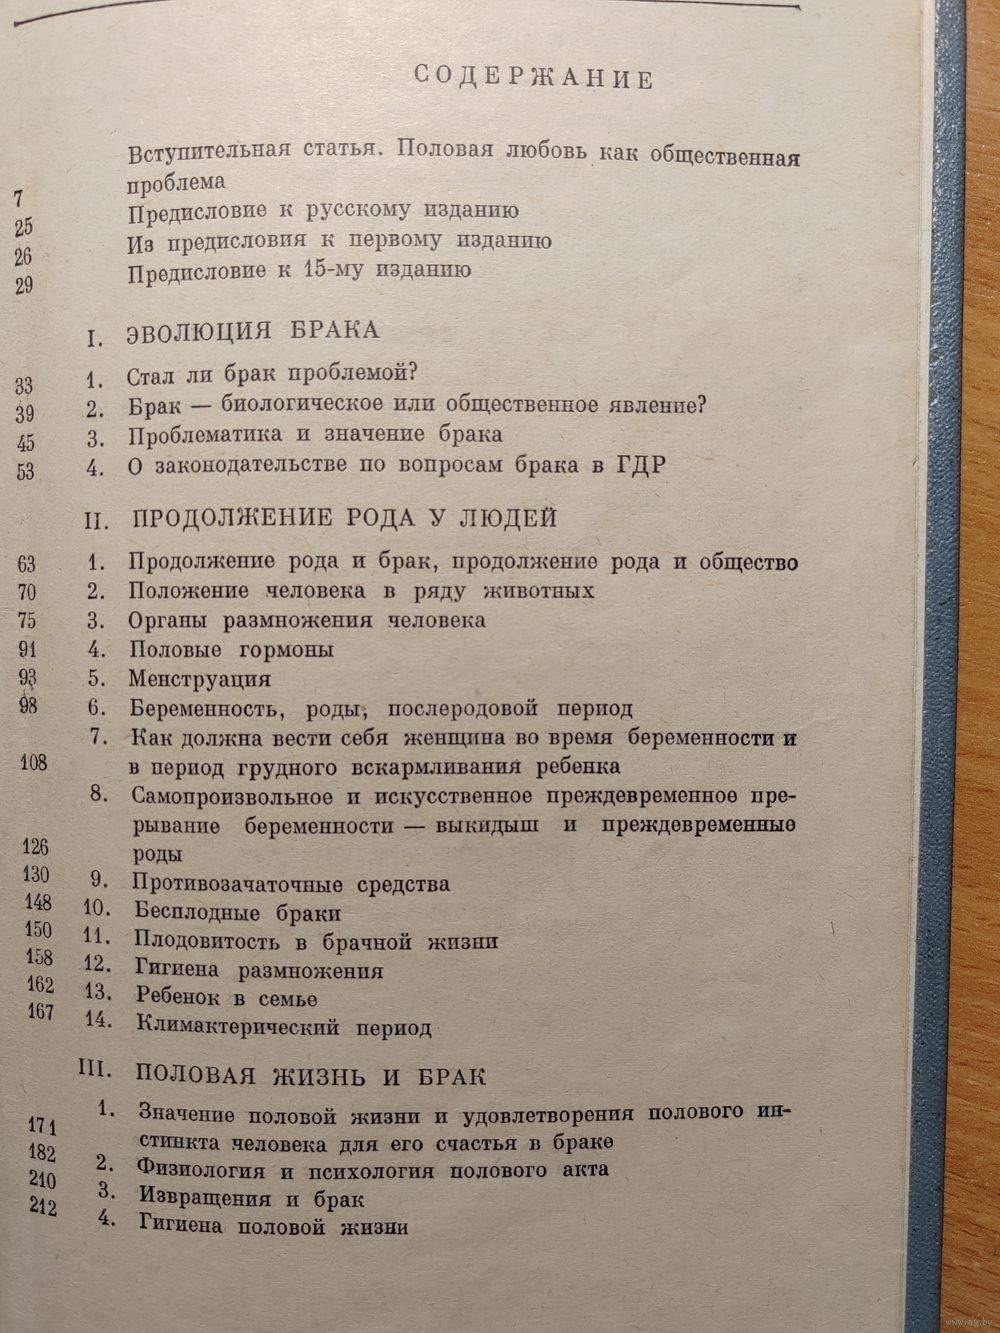 СОДЕРЖАНИЕ
Вступительная статья. Половая любовь как общественная
7 проблема
25 Предисловие к русскому изданию
26 Из предисловия к первому изданию
29 Предисловие к 15-му изданию
I. ЭВОЛЮЦИЯ БРАКА
33 1. Стал ли брак проблемой?
39 2. Брак — биологическое или общественное явление?
45 3. Проблематика и значение брака
53 4. О законодательстве по вопросам брака в ГДР
II. ПРОДОЛЖЕНИЕ РОДА У ЛЮДЕЙ
63 1. Продолжение рода и брак, продолжение рода и общество
70 2. Положение человека в ряду животных
75 3. Органы размножения человека
91 4. Половые гормоны
93 5. Менструация
98 6. Беременность, роды, послеродовой период
7. Как должна вести себя женщина во время беременности и
108 в период грудного вскармливания ребенка
8. Самопроизвольное и искусственное преждевременное пре-
рывание беременности — выкидыш и преждевременные
126 роды
130 9. Противозачаточные средства
148 10. Бесплодные браки
150 11. Плодовитость в брачной жизни
158 12. Гигиена размножения
162 13. Ребенок в семье
167 14. Климактерический период
III. ПОЛОВАЯ ЖИЗНЬ И БРАК
1. Значение половой жизни и удовлетворения полового ин-
171 стинкта человека для его счастья в браке
182 2. Физиология и психология полового акта
210 3. Извращения и брак
212 4. Гигиена половой жизни
www.ay.by